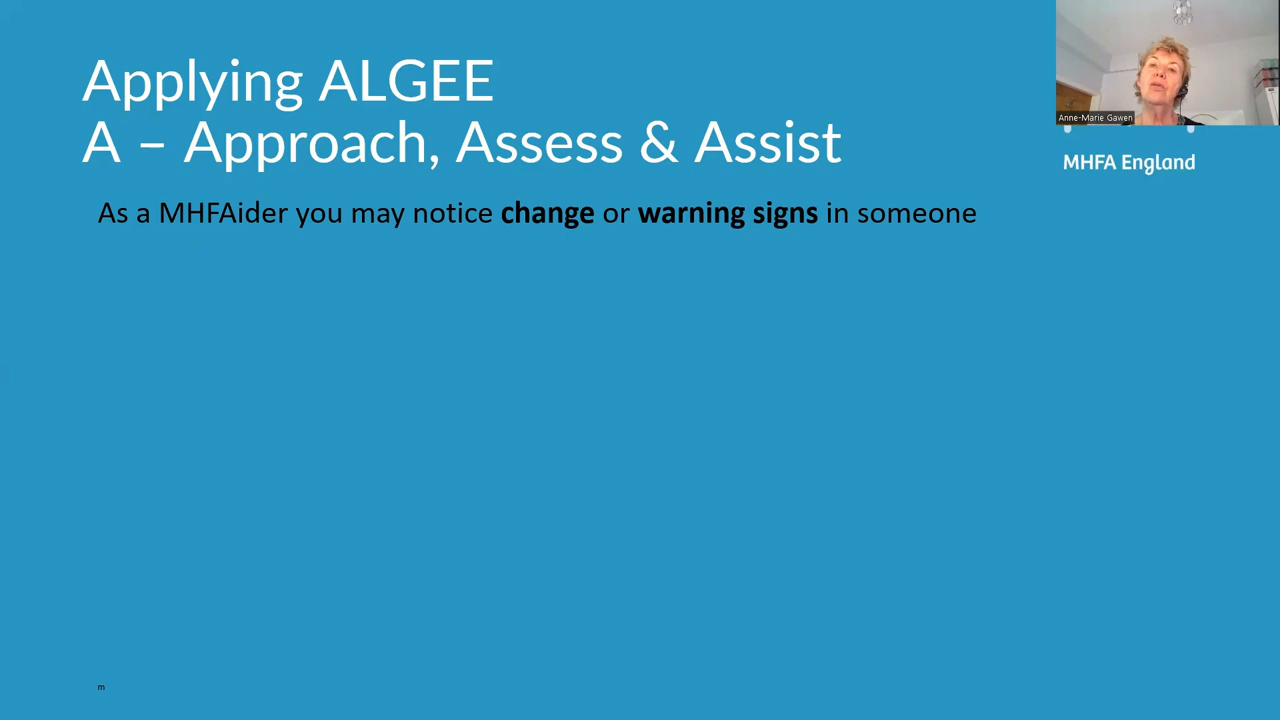 Applying ALGEE
A – Approach, Assess & Assist
Anne-Marie Gawen
MHFA England
As a MHFAider you may notice change or warning signs in someone
m